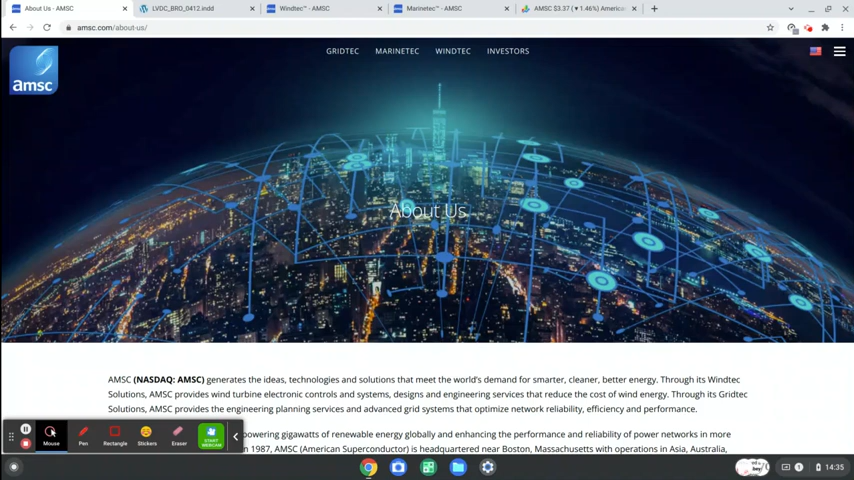 About Us - AMSC
LVDC_BRO_0412.indd
Windtec™ - AMSC
Marinetec™ - AMSC
AMSC $3.37 (▼1.46%) America
amsc.com/about-us/
amsc
GRIDTEC MARINETEC WINDTEC INVESTORS
About Us
AMSC (NASDAQ: AMSC) generates the ideas, technologies and solutions that meet the world's demand for smarter, cleaner, better energy. Through its Windtec
Solutions, AMSC provides wind turbine electronic controls and systems, designs and engineering services that reduce the cost of wind energy. Through its Gridtec
Solutions, AMSC provides the engineering planning services and advanced grid systems that optimize network reliability, efficiency and performance.
powering gigawatts of renewable energy globally and enhancing the performance and reliability of power networks in more
in 1987, AMSC (American Superconductor) is headquartered near Boston, Massachusetts with operations in Asia, Australia,
Mouse Pen Rectangle Stickers Eraser START WEBCAM
1 14:35